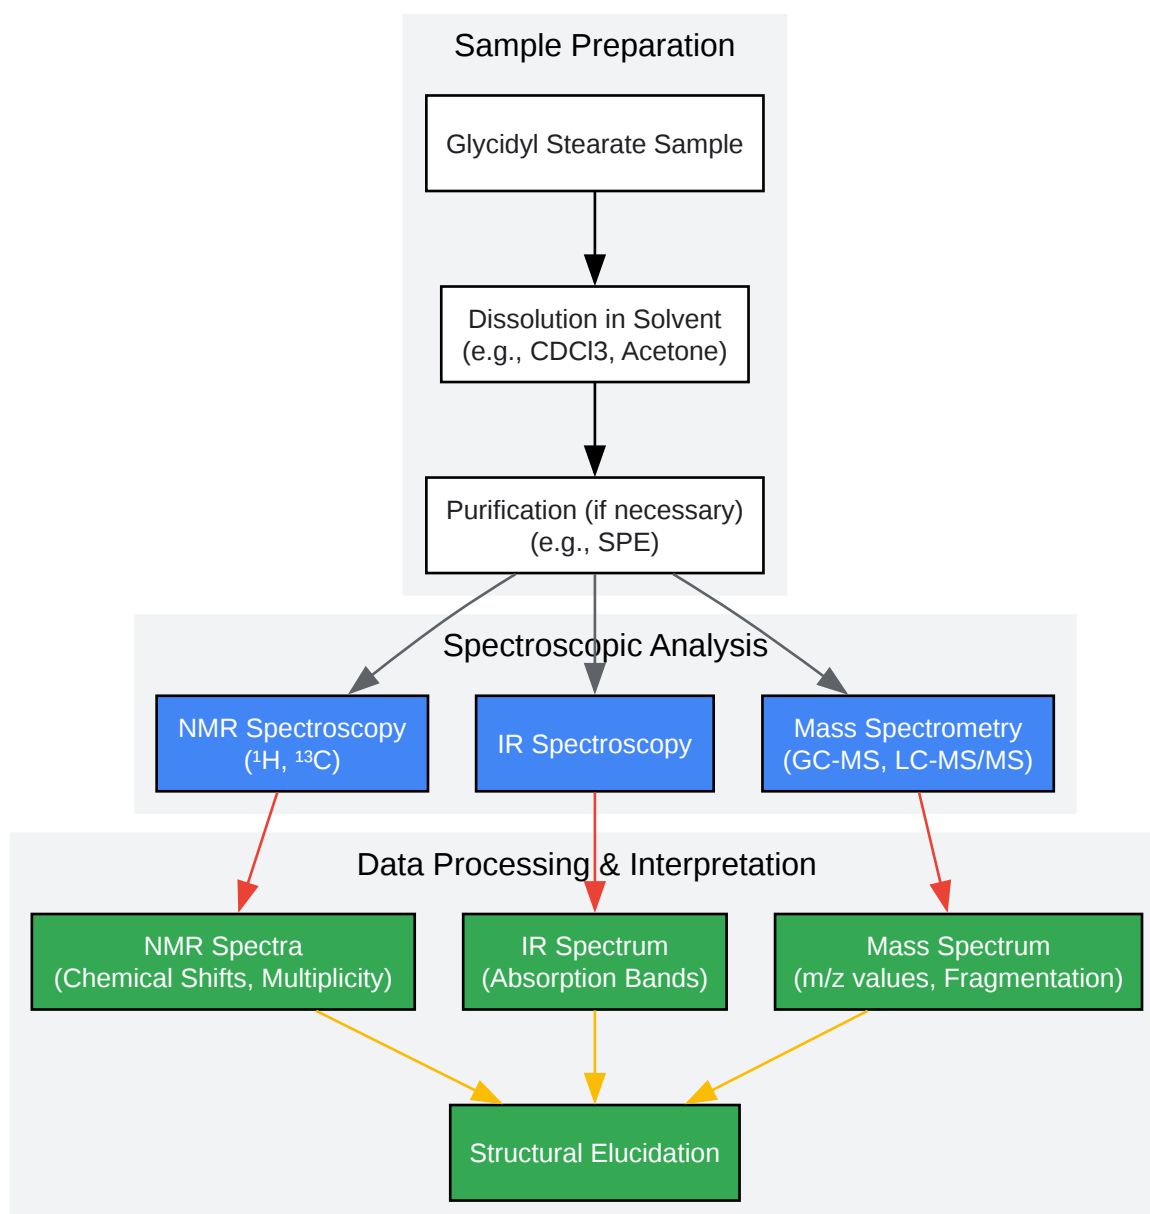 Sample Preparation
Glycidyl Stearate Sample
Dissolution in Solvent
(e.g., CDCl3, Acetone)
Purification (if necessary)
(e.g., SPE)
Spectroscopic Analysis
NMR Spectroscopy
(¹H, ¹³C)
IR Spectroscopy
Mass Spectrometry
(GC-MS, LC-MS/MS)
Data Processing & Interpretation
NMR Spectra
(Chemical Shifts, Multiplicity)
IR Spectrum
(Absorption Bands)
Mass Spectrum
(m/z values, Fragmentation)
Structural Elucidation